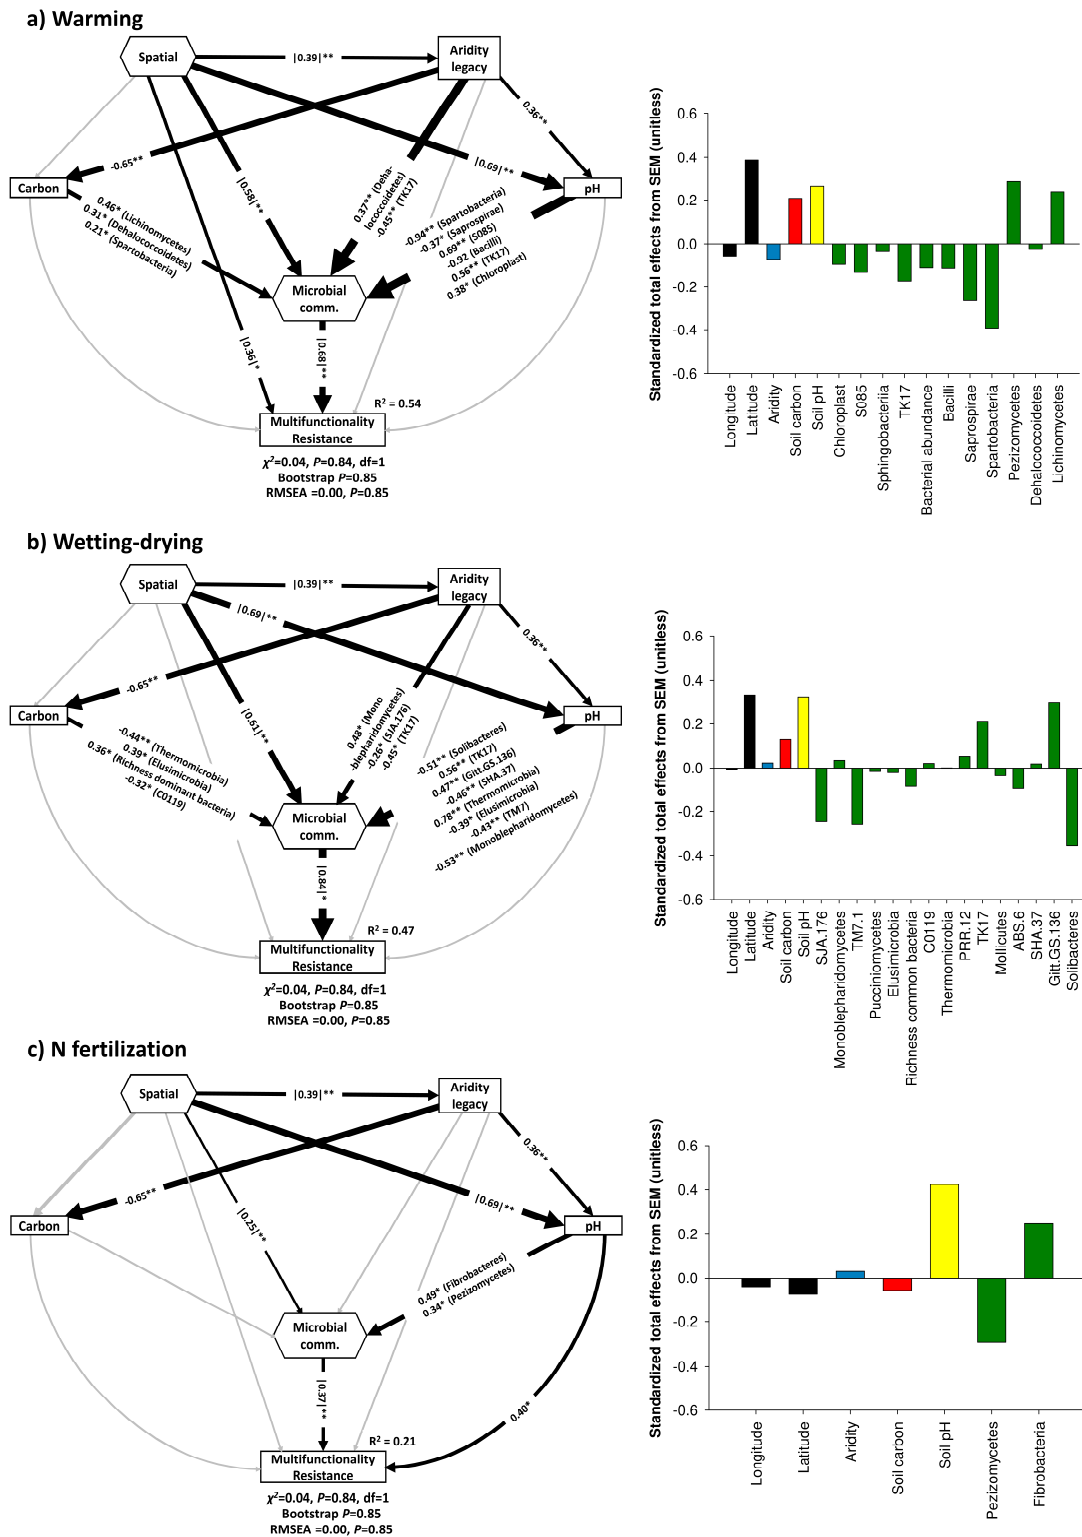 a) Warming
Spatial
|0.39|**
Aridity
legacy
0.36**
-0.65**
|0.69|**
Carbon
pH
|0.58|**
0.37** (Deha-
lococcoidetes)
-0.45** (TK17)
0.46* (Lichinomycetes)
0.31* (Dehalococcoidetes)
0.21* (Spartobacteria)
-0.94** (Spartobacteria)
-0.37* (Saprospirae)
0.69** (S085)
-0.92 (Bacilli)
0.56** (TK17)
0.38* (Chloroplast)
Microbial
comm.
|0.36|*
|0.68|**
R² = 0.54
Multifunctionality
Resistance
χ²=0.04, P=0.84, df=1
Bootstrap P=0.85
RMSEA =0.00, P=0.85
Standardized total effects from SEM (unitless)
0.6
0.4
0.2
0.0
-0.2
-0.4
-0.6
Longitude
Latitude
Aridity
Soil carbon
Soil pH
Chloroplast
S085
Sphingobacteriia
TK17
Bacterial abundance
Bacilli
Saprospirae
Spartobacteria
Pezizomycetes
Dehalococcoidetes
Lichinomycetes
b) Wetting-drying
Spatial
|0.39|**
Aridity
legacy
|0.69|**
0.36**
-0.65**
Carbon
pH
|0.61|**
0.48* (Mono
-blepharidomycetes)
-0.26* (SJA.176)
-0.45* (TK17)
-0.44** (Thermomicrobia)
0.39* (Elusimicrobia)
0.36* (Richness dominant bacteria)
-0.32* (C0119)
-0.51** (Solibacteres)
0.56** (TK17)
0.47** (Gitt.GS.136)
-0.46** (SHA.37)
0.78** (Thermomicrobia)
-0.39* (Elusimicrobia)
-0.43** (TM7)
-0.53** (Monoblepharidomycetes)
Microbial
comm.
|0.84|*
R² = 0.47
Multifunctionality
Resistance
χ²=0.04, P=0.84, df=1
Bootstrap P=0.85
RMSEA =0.00, P=0.85
Standardized total effects from SEM (unitless)
0.6
0.4
0.2
0.0
-0.2
-0.4
-0.6
Longitude
Latitude
Aridity
Soil carbon
Soil pH
SJA.176
Monoblepharidomycetes
TM7.1
Pucciniomycetes
Elusimicrobia
Richness common bacteria
C0119
Thermomicrobia
PRR.12
TK17
Mollicutes
ABS.6
SHA.37
Gitt.GS.136
Solibacteres
c) N fertilization
Spatial
|0.39|**
Aridity
legacy
0.36**
-0.65**
|0.69|**
Carbon
pH
|0.25|**
0.49* (Fibrobacteres)
0.34* (Pezizomycetes)
Microbial
comm.
|0.37|**
0.40*
R² = 0.21
Multifunctionality
Resistance
χ²=0.04, P=0.84, df=1
Bootstrap P=0.85
RMSEA =0.00, P=0.85
Standardized total effects from SEM (unitless)
0.6
0.4
0.2
0.0
-0.2
-0.4
-0.6
Longitude
Latitude
Aridity
Soil carbon
Soil pH
Pezizomycetes
Fibrobacteria